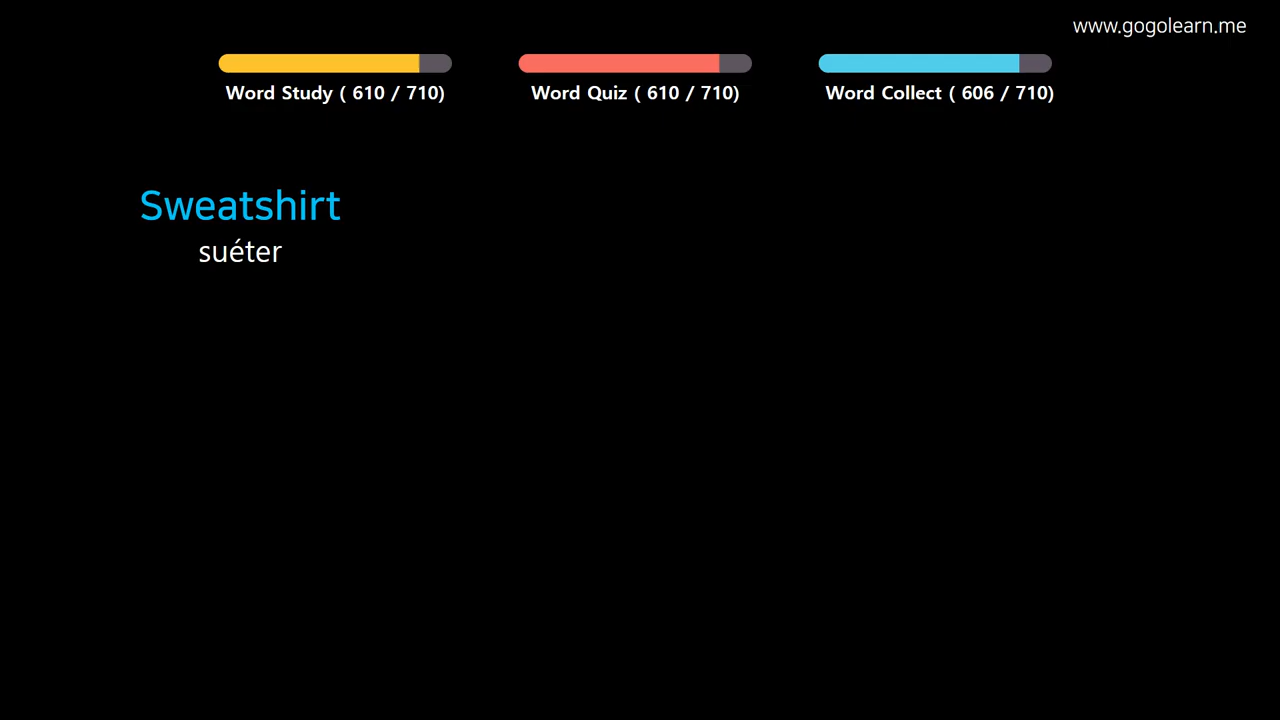 www.gogolearn.me
Word Study ( 610 / 710)
Word Quiz ( 610 / 710)
Word Collect ( 606 / 710)
Sweatshirt
suéter